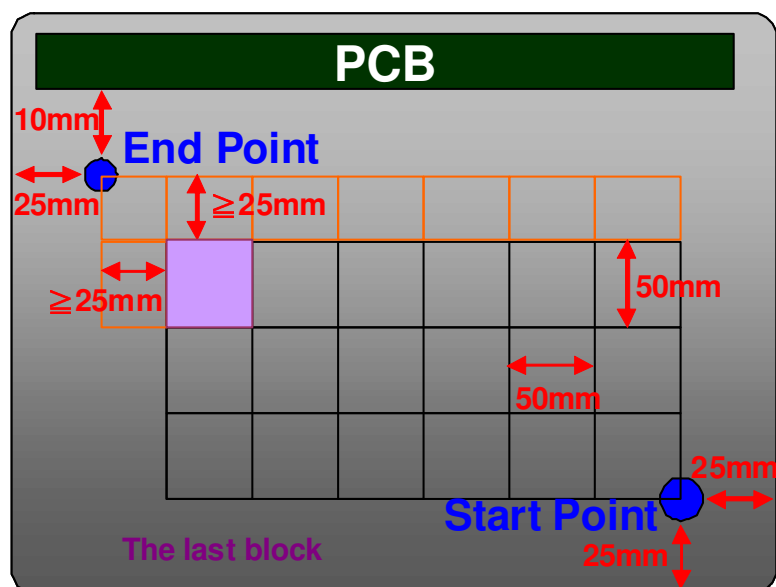 PCB
10mm
End Point
25mm
≧25mm
≧25mm
50mm
50mm
25mm
Start Point
The last block
25mm